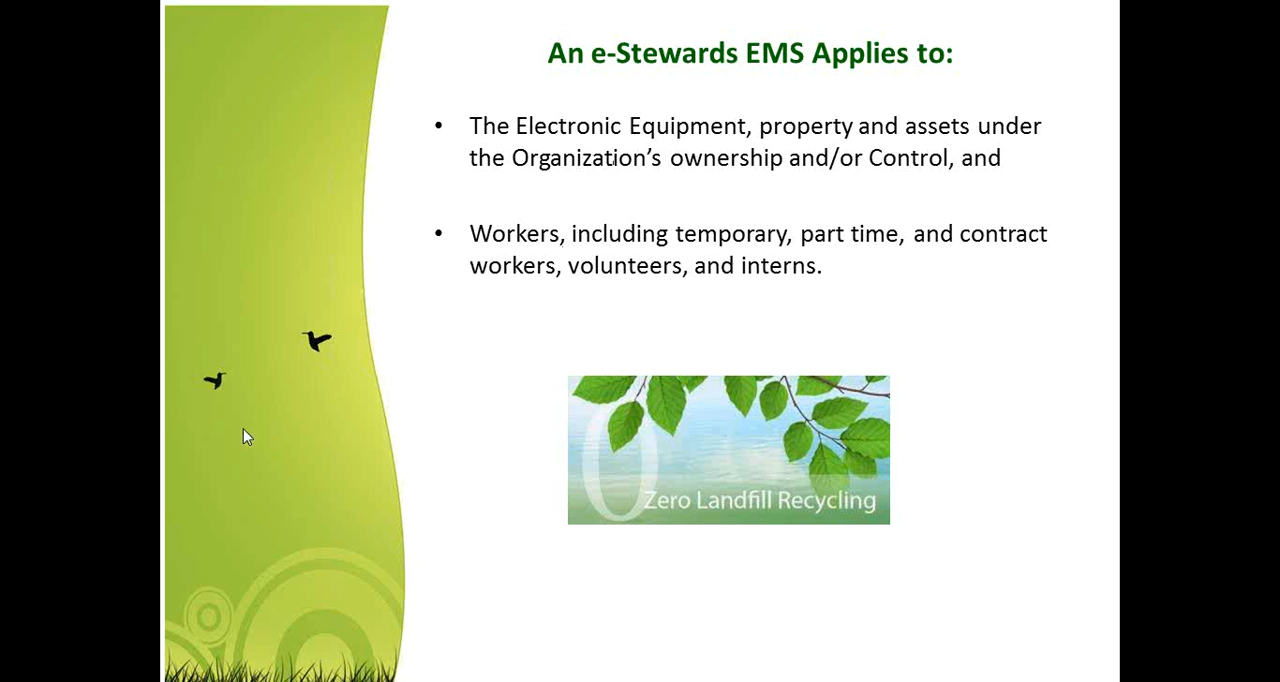 An e-Stewards EMS Applies to:
• The Electronic Equipment, property and assets under
the Organization’s ownership and/or Control, and
• Workers, including temporary, part time, and contract
workers, volunteers, and interns.
0
Zero Landfill Recycling